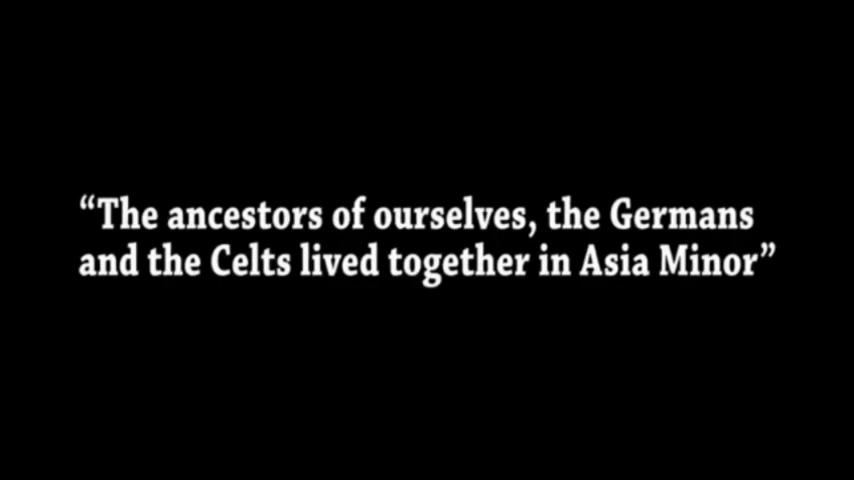 “The ancestors of ourselves, the Germans
and the Celts lived together in Asia Minor”